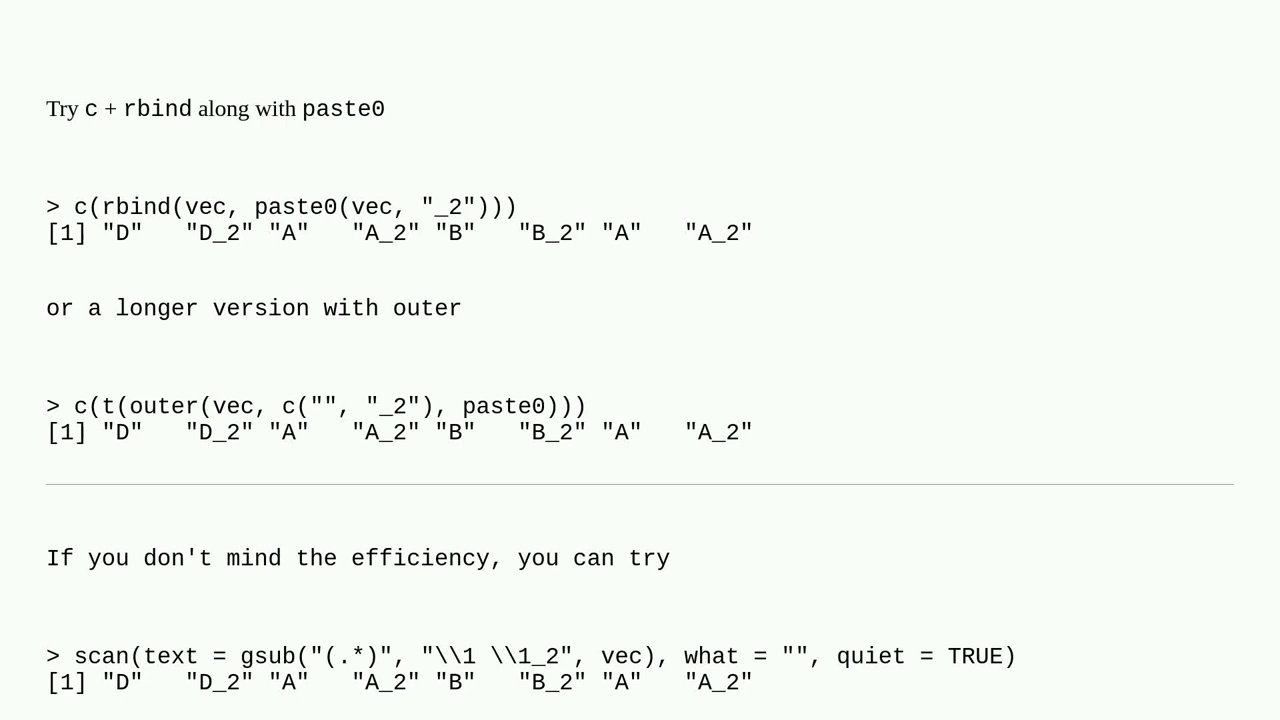 Try c + rbind along with paste0
> c(rbind(vec, paste0(vec, "_2")))
[1] "D"   "D_2" "A"   "A_2" "B"   "B_2" "A"   "A_2"
or a longer version with outer
> c(t(outer(vec, c("", "_2"), paste0)))
[1] "D"   "D_2" "A"   "A_2" "B"   "B_2" "A"   "A_2"
If you don't mind the efficiency, you can try
> scan(text = gsub("(.*)", "\\1 \\1_2", vec), what = "", quiet = TRUE)
[1] "D"   "D_2" "A"   "A_2" "B"   "B_2" "A"   "A_2"